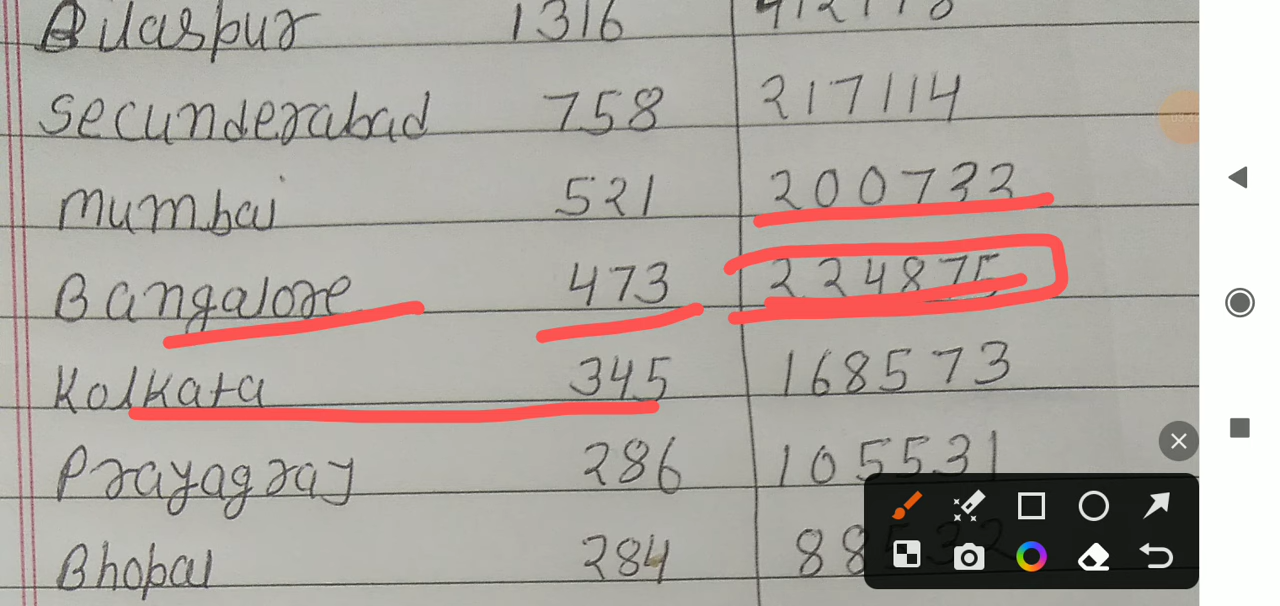 Bilaspur 1316
Secunderabad 758 217114
Mumbai 521 200733
Bangalore 473 224875
Kolkata 345 168573
Prayagraj 286 105531
Bhopal 284